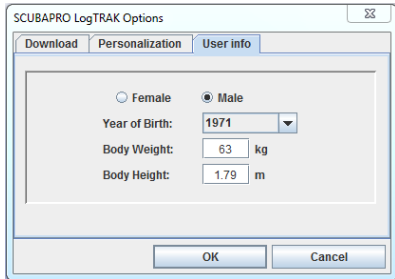 SCUBAPRO LogTRAK Options
Download Personalization User info
Female Male
Year of Birth: 1971
Body Weight: 63 kg
Body Height: 1.79 m
OK Cancel